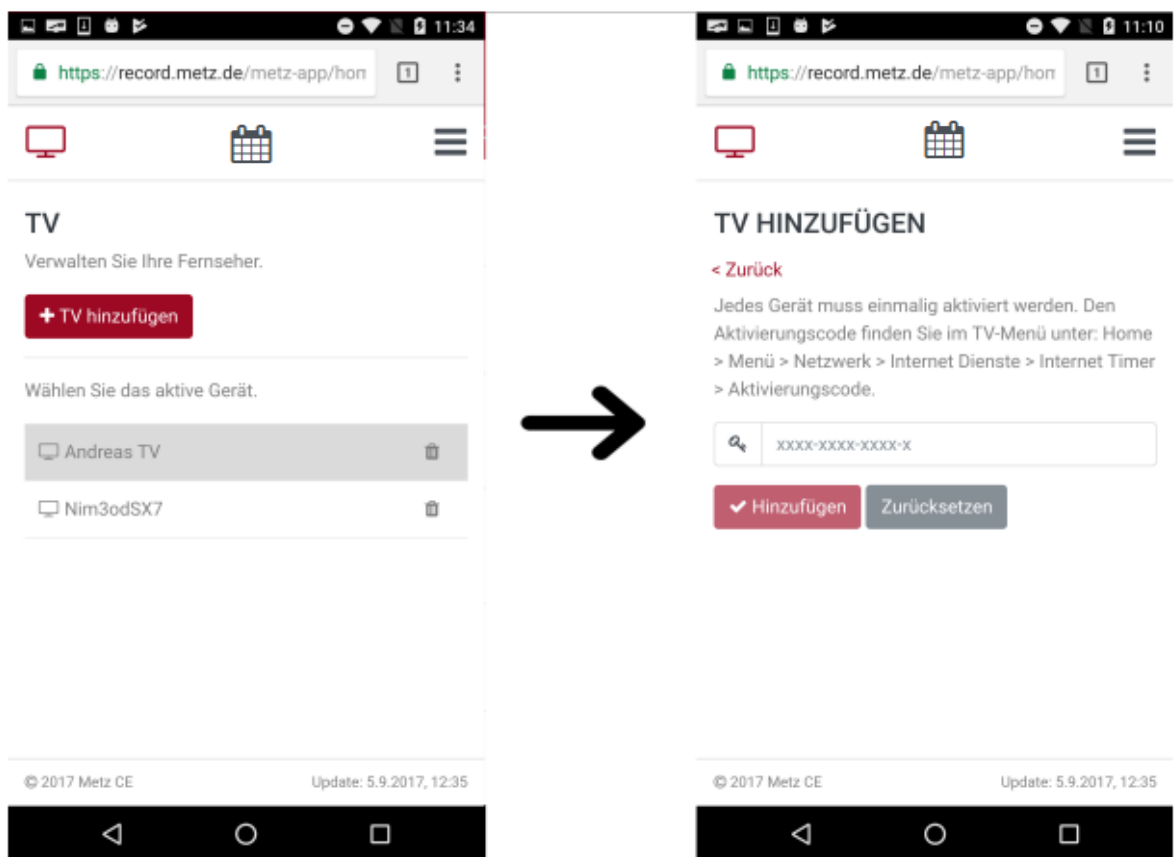 11:34
https://record.metz.de/metz-app/hom
1
TV
Verwalten Sie Ihre Fernseher.
TV hinzufügen
Wählen Sie das aktive Gerät.
Andreas TV
Nim3odSX7
© 2017 Metz CE
Update: 5.9.2017, 12:35
11:10
https://record.metz.de/metz-app/hom
1
TV HINZUFÜGEN
< Zurück
Jedes Gerät muss einmalig aktiviert werden. Den
Aktivierungscode finden Sie im TV-Menü unter: Home
> Menü > Netzwerk > Internet Dienste > Internet Timer
> Aktivierungscode.
xxxx-xxxx-xxxx-x
Hinzufügen
Zurücksetzen
© 2017 Metz CE
Update: 5.9.2017, 12:35